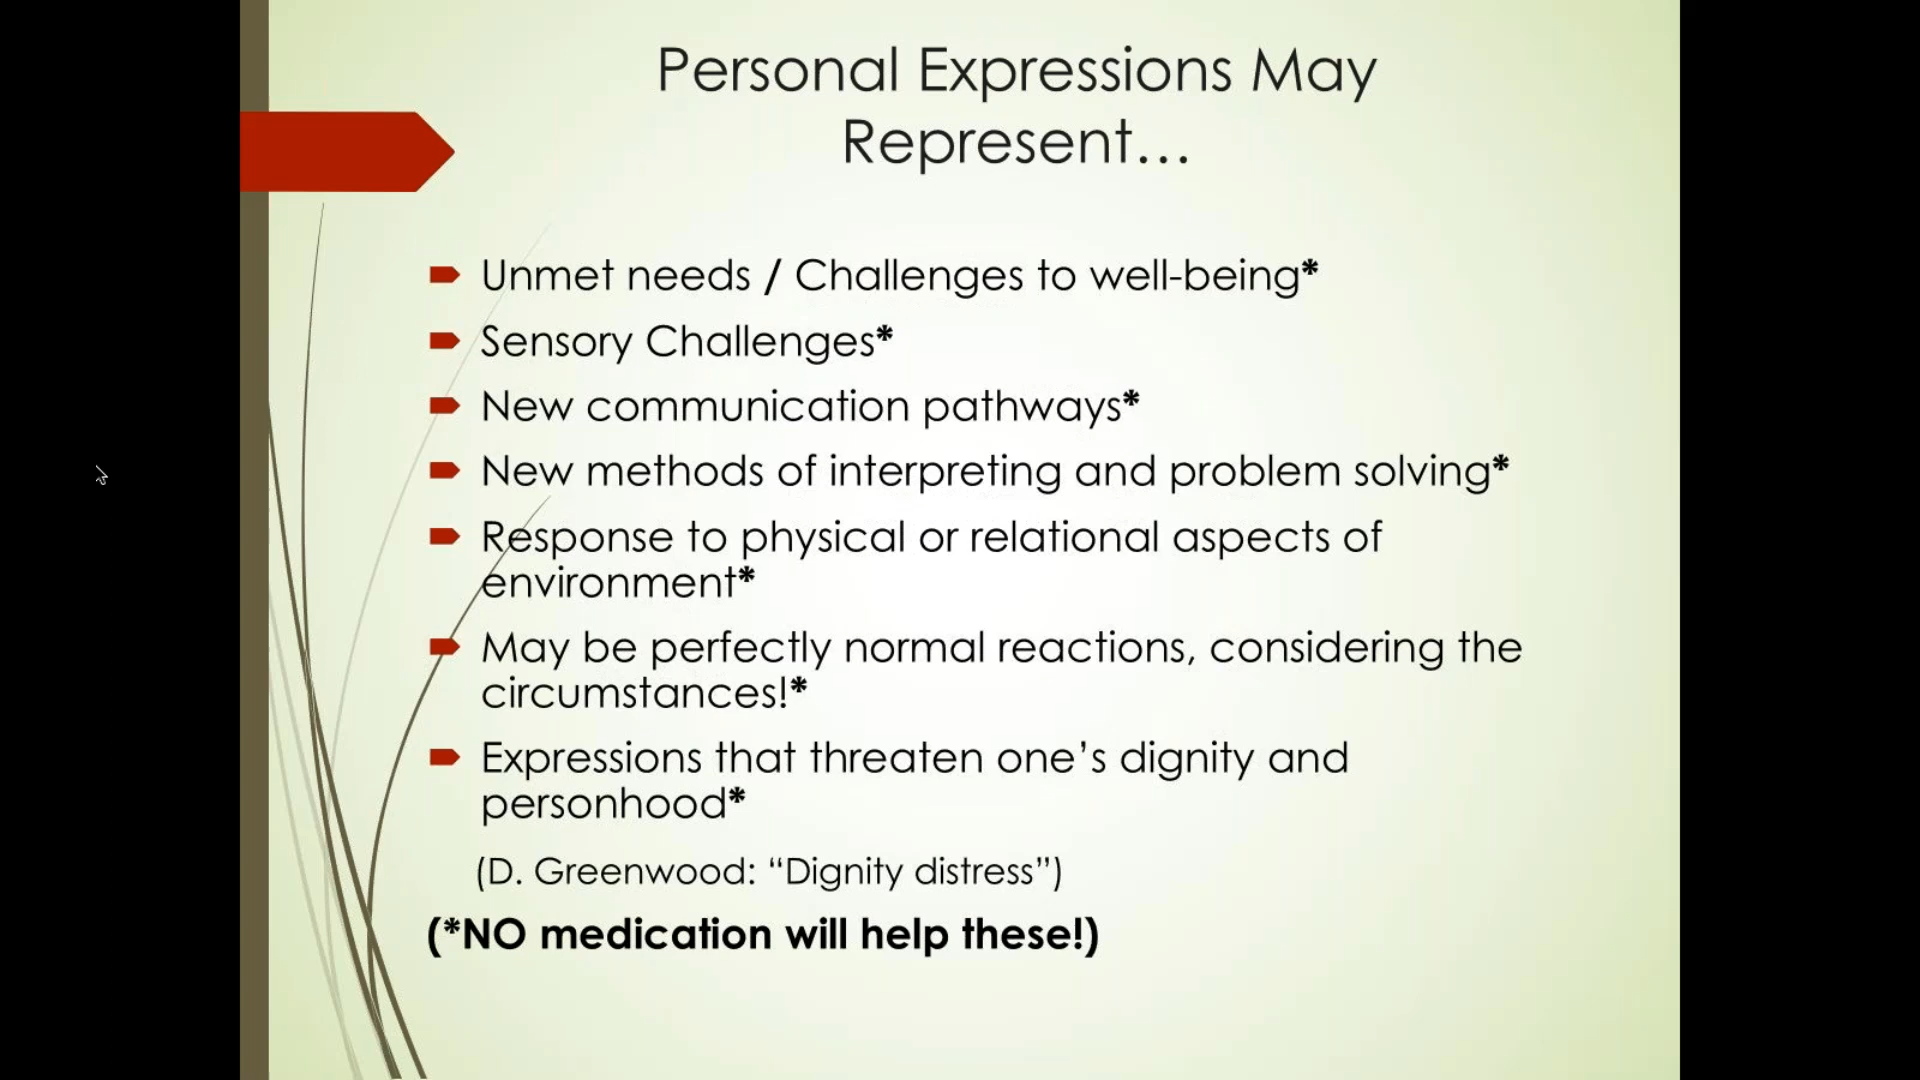 Personal Expressions May
Represent…
Unmet needs / Challenges to well-being*
Sensory Challenges*
New communication pathways*
New methods of interpreting and problem solving*
Response to physical or relational aspects of
environment*
May be perfectly normal reactions, considering the
circumstances!*
Expressions that threaten one’s dignity and
personhood*
(D. Greenwood: “Dignity distress”)
(*NO medication will help these!)